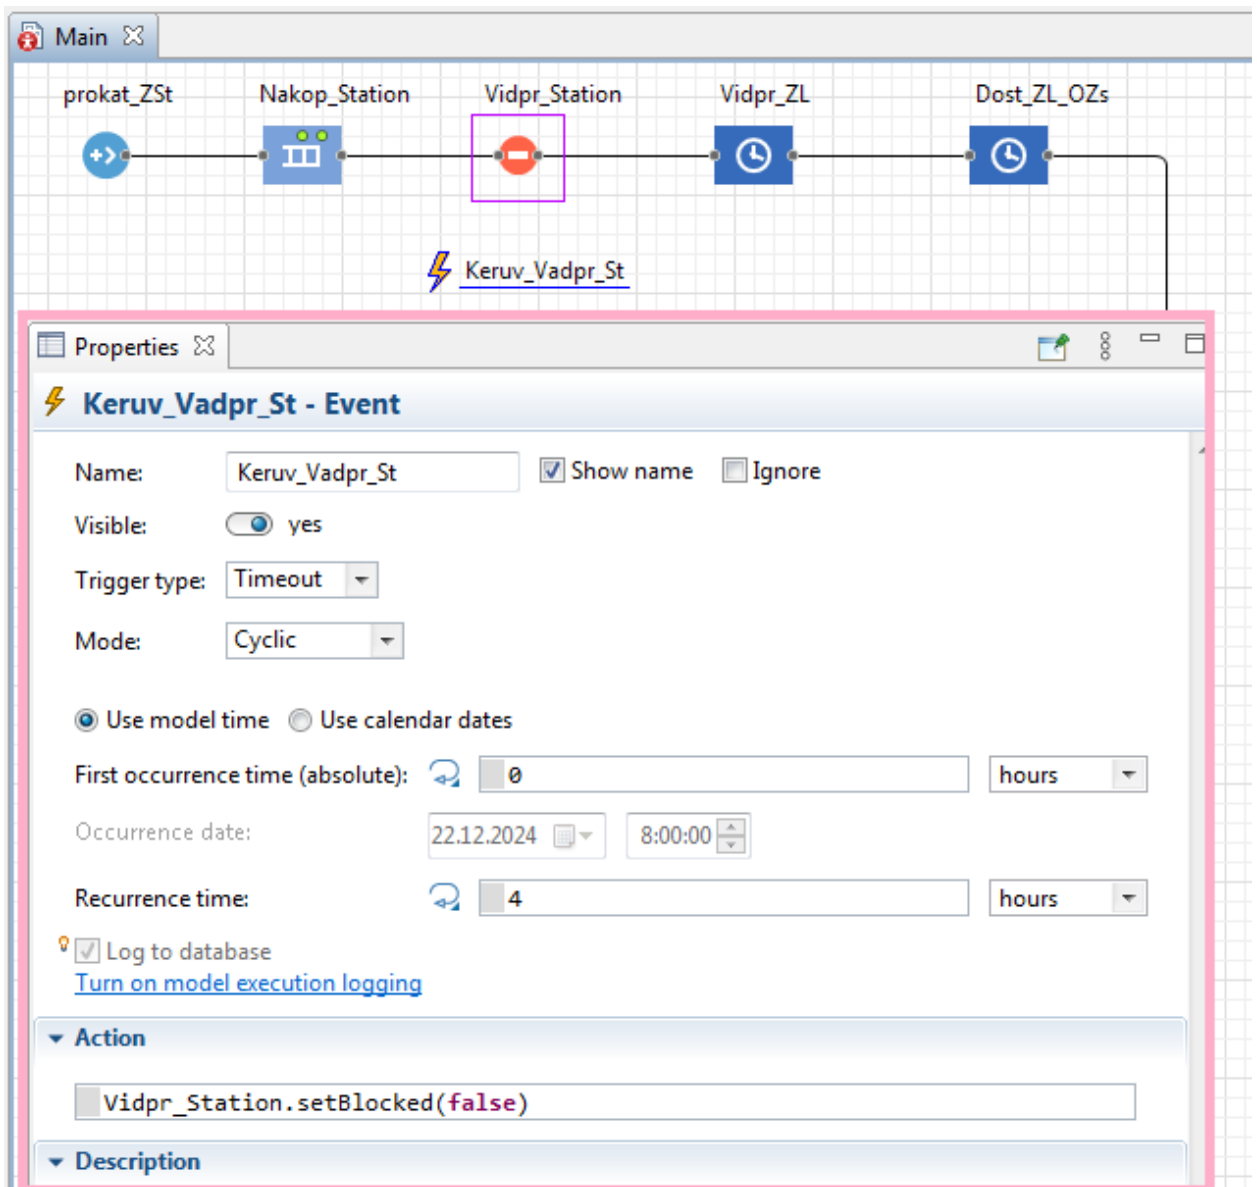 Main
prokat_ZSt Nakop_Station Vidpr_Station Vidpr_ZL Dost_ZL_OZs
Keruv_Vadpr_St
Properties
Keruv_Vadpr_St - Event
Name: Keruv_Vadpr_St Show name Ignore
Visible: yes
Trigger type: Timeout
Mode: Cyclic
Use model time Use calendar dates
First occurrence time (absolute): 0 hours
Occurrence date: 22.12.2024 8:00:00
Recurrence time: 4 hours
Log to database
Turn on model execution logging
Action
Vidpr_Station.setBlocked(false)
Description